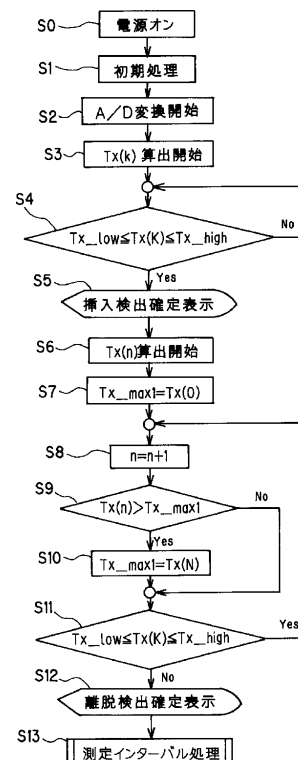 S0
電源オン
S1
初期処理
S2
A/D変換開始
S3
Tx(k) 算出開始
S4
Tx_low≦Tx(K)≦Tx_high
No
Yes
S5
挿入検出確定表示
S6
Tx(n)算出開始
S7
Tx_max1=Tx(0)
S8
n=n+1
S9
Tx(n)>Tx_max1
No
Yes
S10
Tx_max1=Tx(N)
S11
Tx_low≦Tx(K)≦Tx_high
Yes
No
S12
離脱検出確定表示
S13
測定インターバル処理